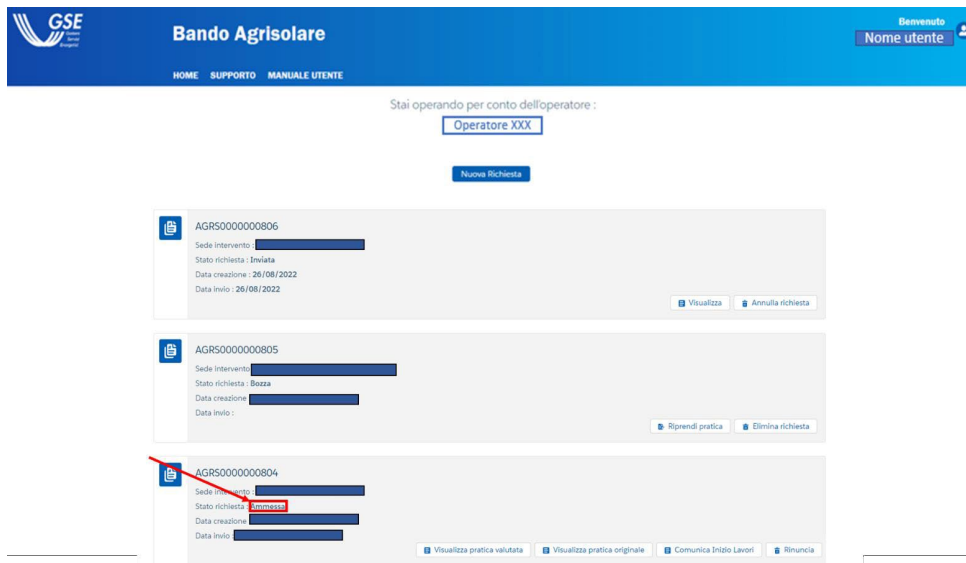 GSE
Gestore
Servizi
Energetici
Bando Agrisolare
Benvenuto
Nome utente
HOME SUPPORTO MANUALE UTENTE
Stai operando per conto dell'operatore :
Operatore XXX
Nuova Richiesta
AGRS0000000806
Sede intervento :
Stato richiesta : Inviata
Data creazione : 26/08/2022
Data invio : 26/08/2022
Visualizza Annulla richiesta
AGRS0000000805
Sede intervento
Stato richiesta : Bozza
Data creazione
Data invio :
Riprendi pratica Elimina richiesta
AGRS0000000804
Sede intervento :
Stato richiesta : Ammessa
Data creazione
Data invio :
Visualizza pratica valutata Visualizza pratica originale Comunica Inizio Lavori Rinuncia